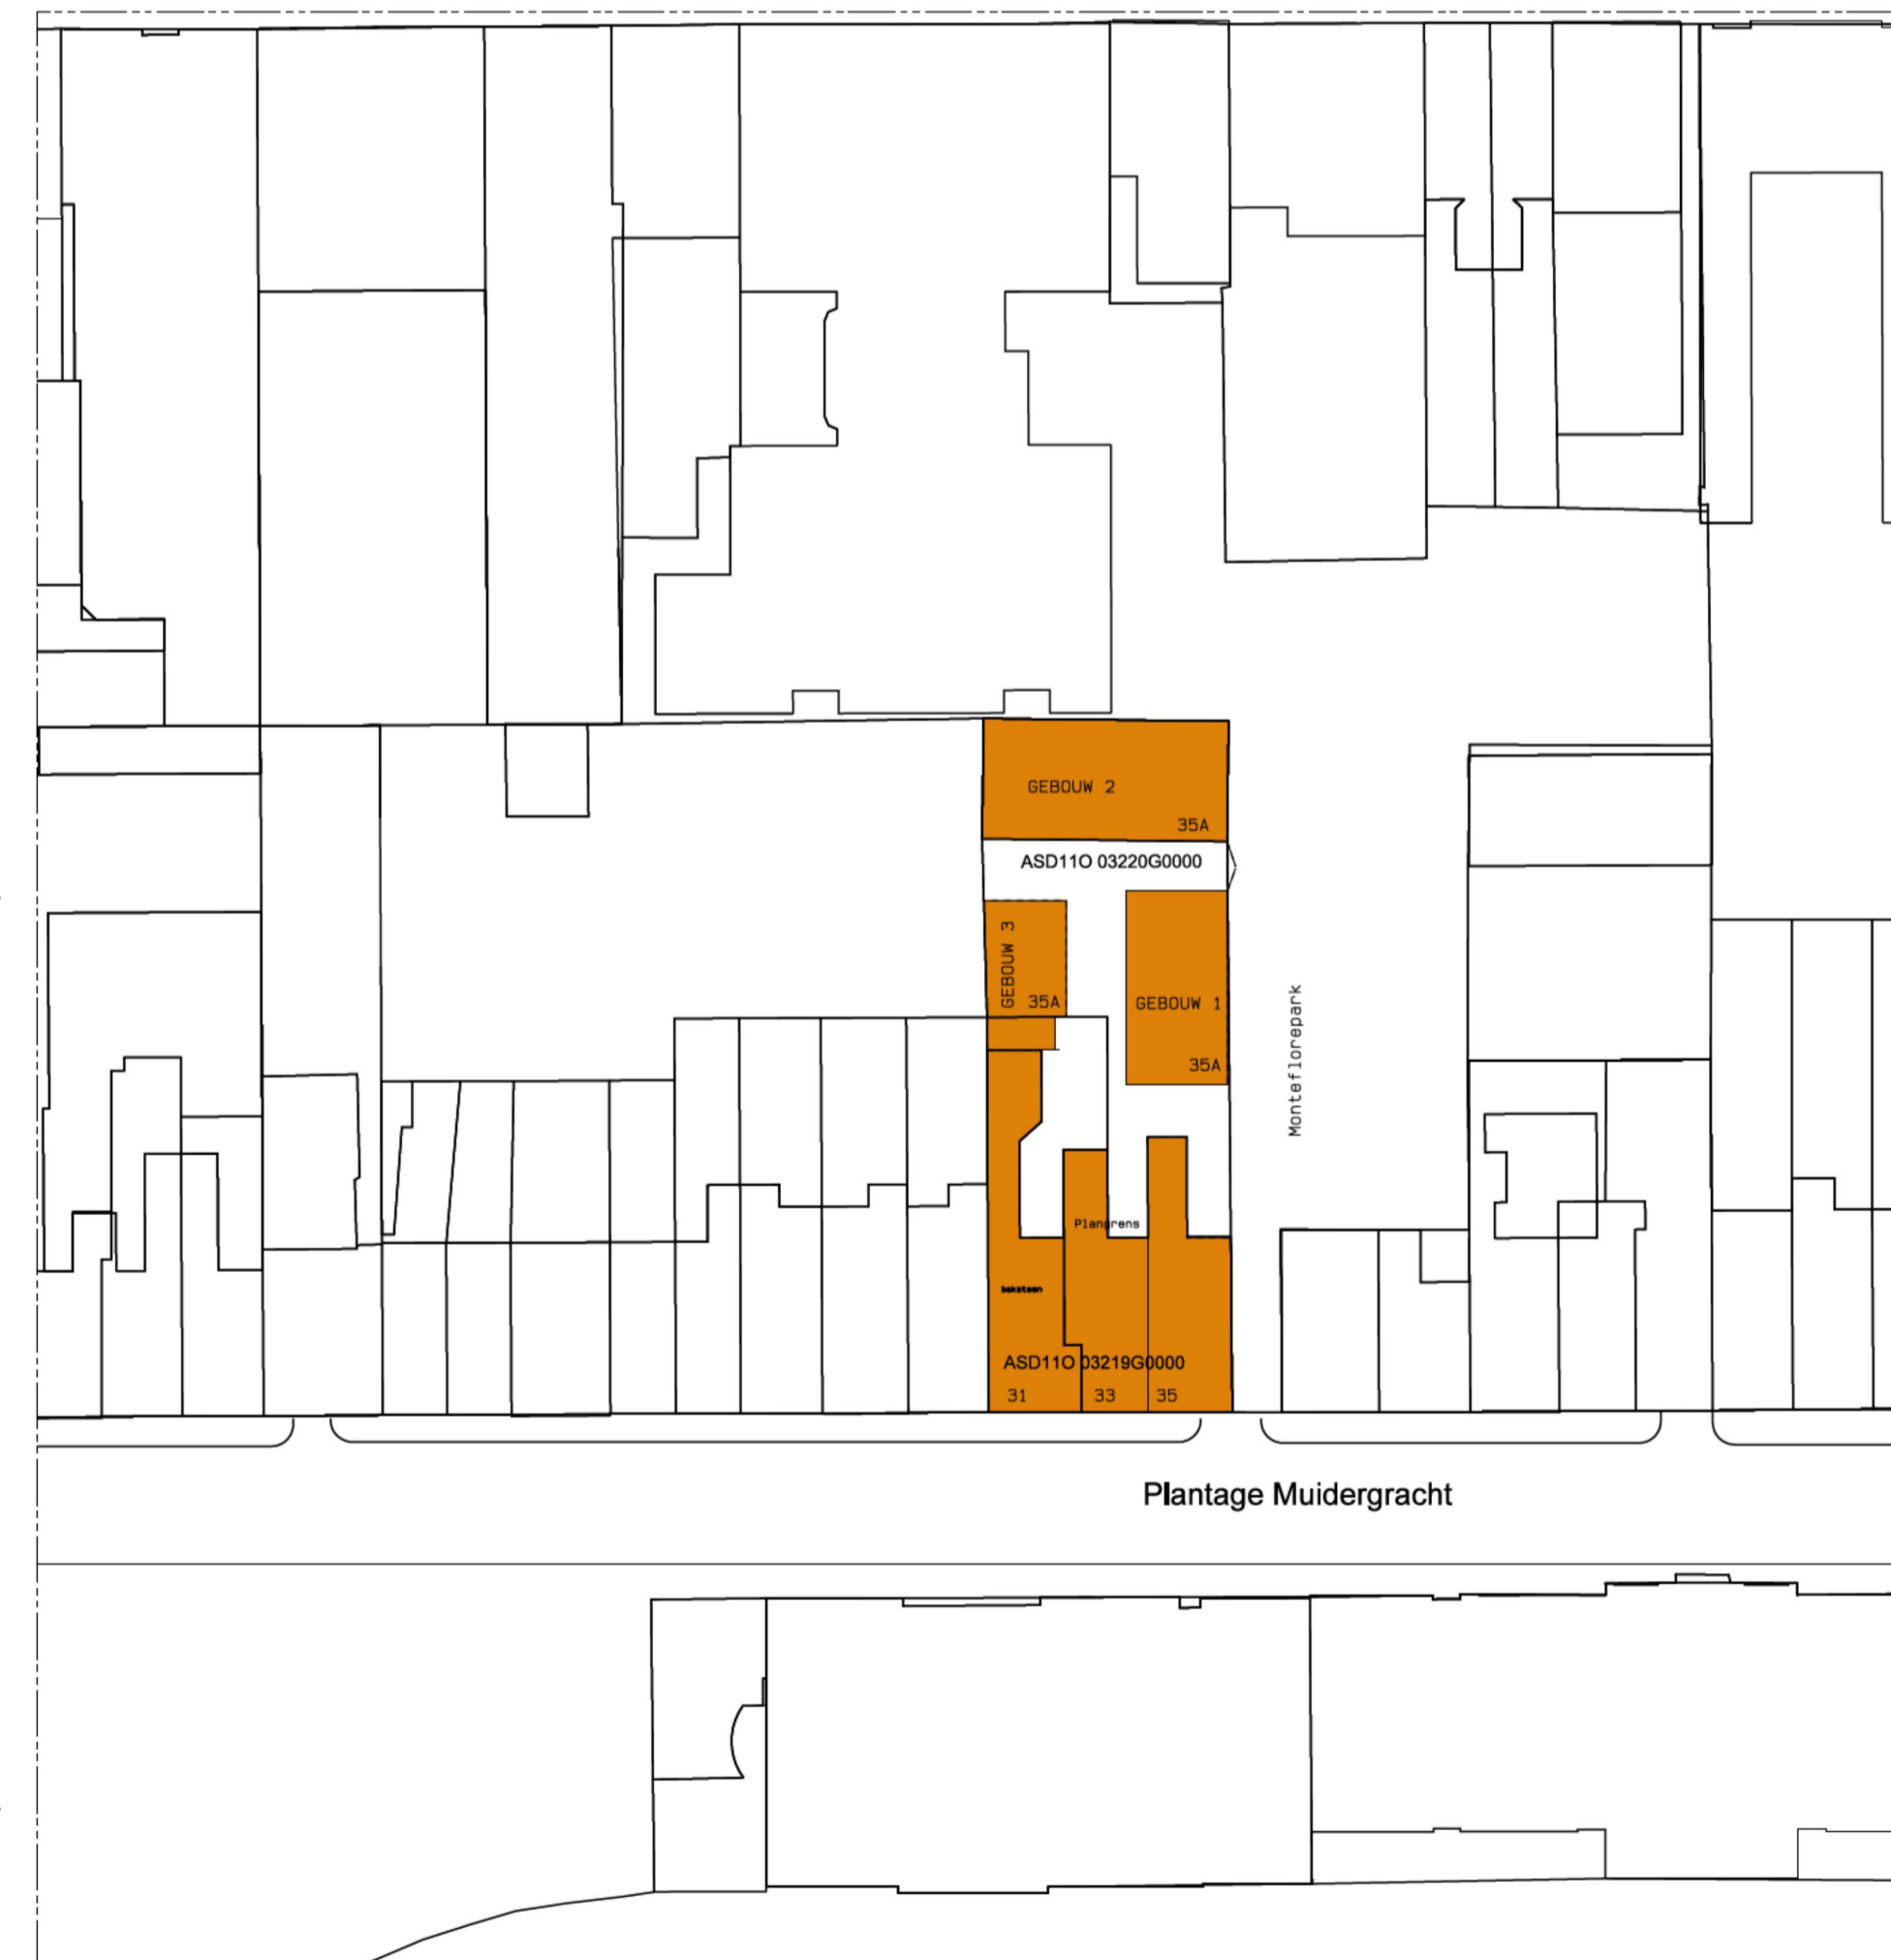 GEBOUW 2
35A
ASD11O 03220G0000
GEBOUW 3
35A
GEBOUW 1
35A
Monteflorepark
Plangrens
baksteen
ASD11O 03219G0000
31
33
35
Plantage Muidergracht